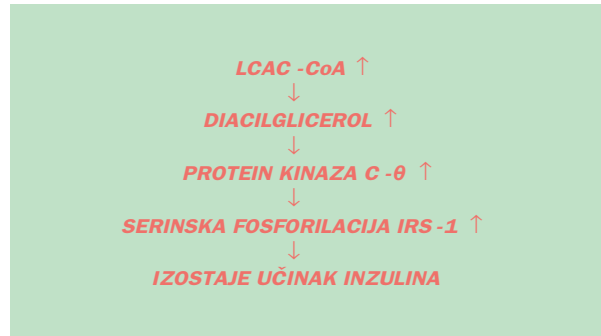 LCAC -CoA ↑
↓
DIACILGLICEROL ↑
↓
PROTEIN KINAZA C -θ ↑
↓
SERINSKA FOSFORILACIJA IRS -1 ↑
↓
IZOSTAJE UČINAK INZULINA